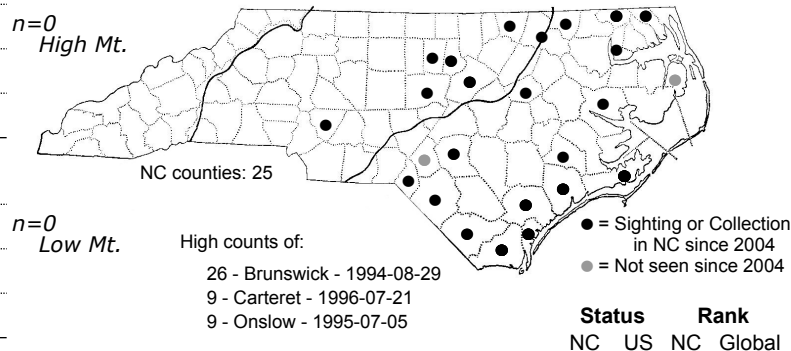 n=0
High Mt.
NC counties: 25
n=0
Low Mt.
High counts of:
26 - Brunswick - 1994-08-29
9 - Carteret - 1996-07-21
9 - Onslow - 1995-07-05
= Sighting or Collection
in NC since 2004
= Not seen since 2004
Status Rank
NC US NC Global